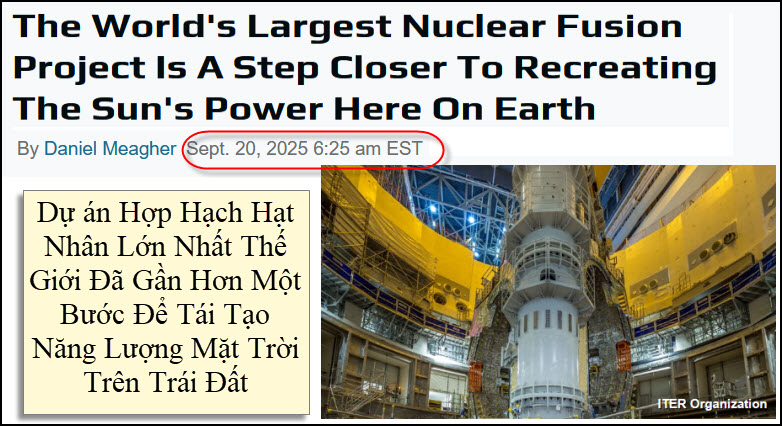 The World's Largest Nuclear Fusion
Project Is A Step Closer To Recreating
The Sun's Power Here On Earth
By Daniel Meagher Sept. 20, 2025 6:25 am EST
Dự án Hợp Hạch Hạt
Nhân Lớn Nhất Thế
Giới Đã Gần Hơn Một
Bước Để Tái Tạo
Năng Lượng Mặt Trời
Trên Trái Đất
ITER Organization